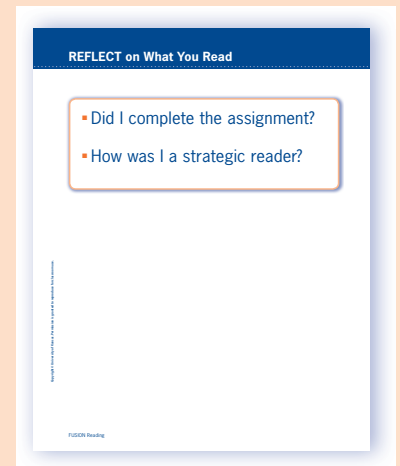 REFLECT on What You Read
▪ Did I complete the assignment?
▪ How was I a strategic reader?
FUSION Reading